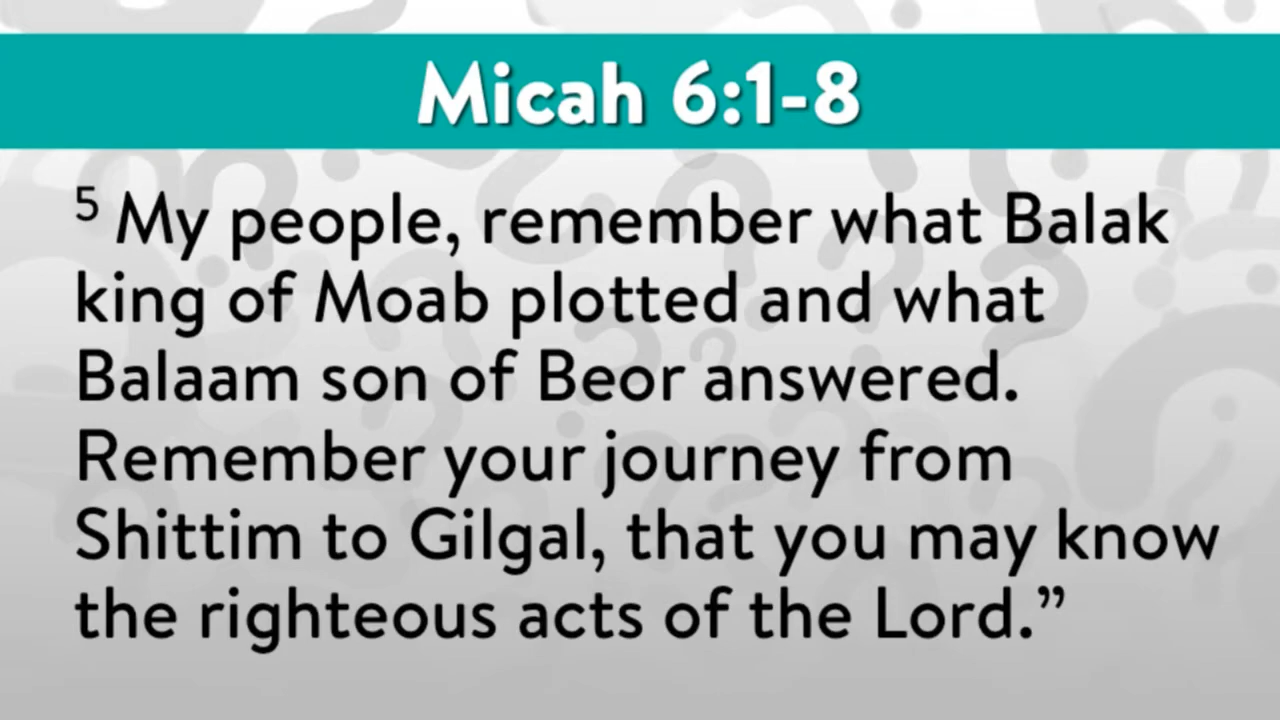 Micah 6:1-8
5 My people, remember what Balak
king of Moab plotted and what
Balaam son of Beor answered.
Remember your journey from
Shittim to Gilgal, that you may know
the righteous acts of the Lord.”